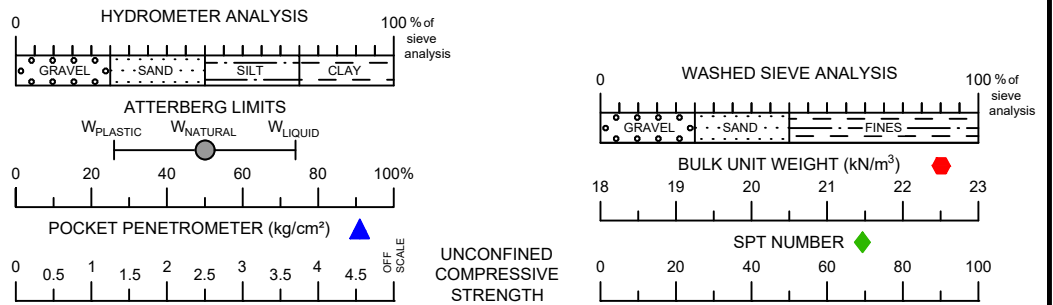 HYDROMETER ANALYSIS
0 100 % of sieve analysis
GRAVEL SAND SILT CLAY
ATTERBERG LIMITS
WPLASTIC WNATURAL WLIQUID
0 20 40 60 80 100%
POCKET PENETROMETER (kg/cm²)
OFF SCALE
0 0.5 1 1.5 2 2.5 3 3.5 4 4.5
UNCONFINED
COMPRESSIVE
STRENGTH
WASHED SIEVE ANALYSIS
0 100 % of sieve analysis
GRAVEL SAND FINES
BULK UNIT WEIGHT (kN/m³)
18 19 20 21 22 23
SPT NUMBER
0 20 40 60 80 100